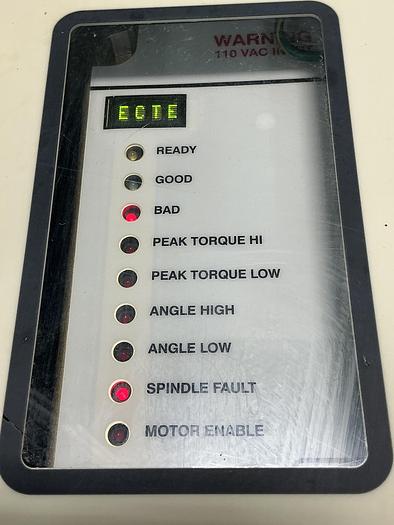 WARNING
110 VAC
ECTE
READY
GOOD
BAD
PEAK TORQUE HI
PEAK TORQUE LOW
ANGLE HIGH
ANGLE LOW
SPINDLE FAULT
MOTOR ENABLE